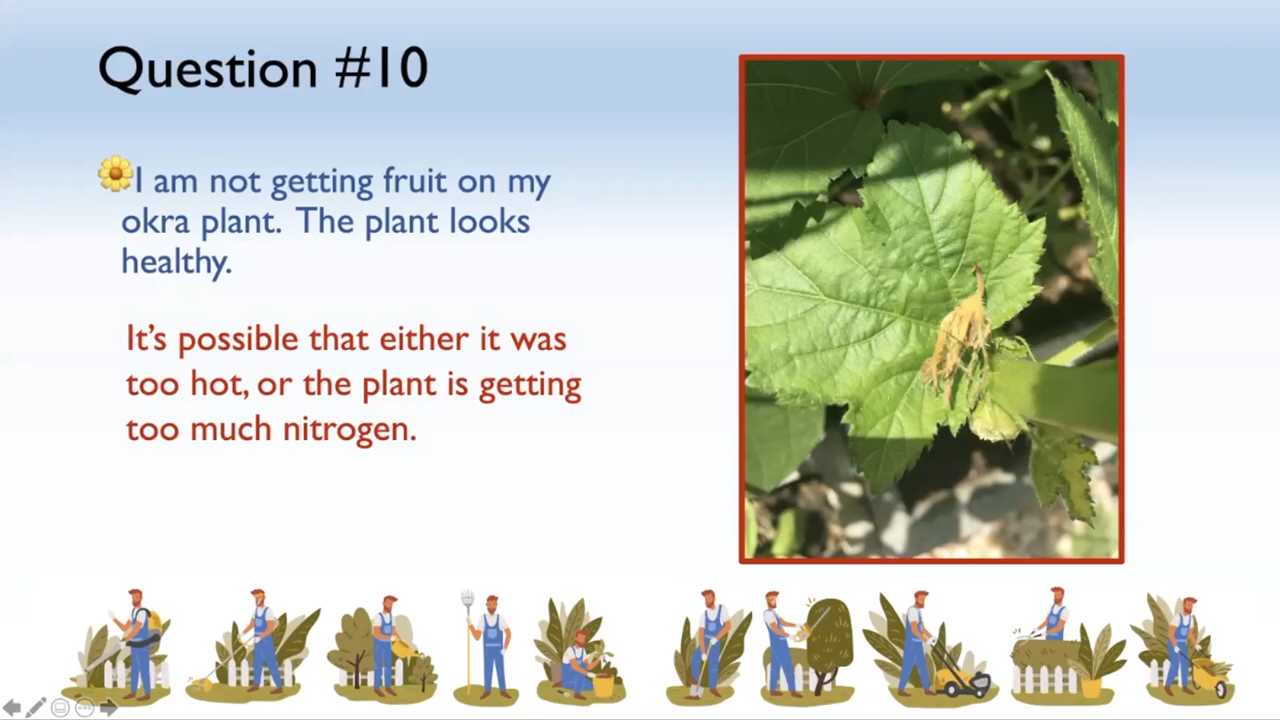 Question #10
I am not getting fruit on my
okra plant. The plant looks
healthy.
It's possible that either it was
too hot, or the plant is getting
too much nitrogen.